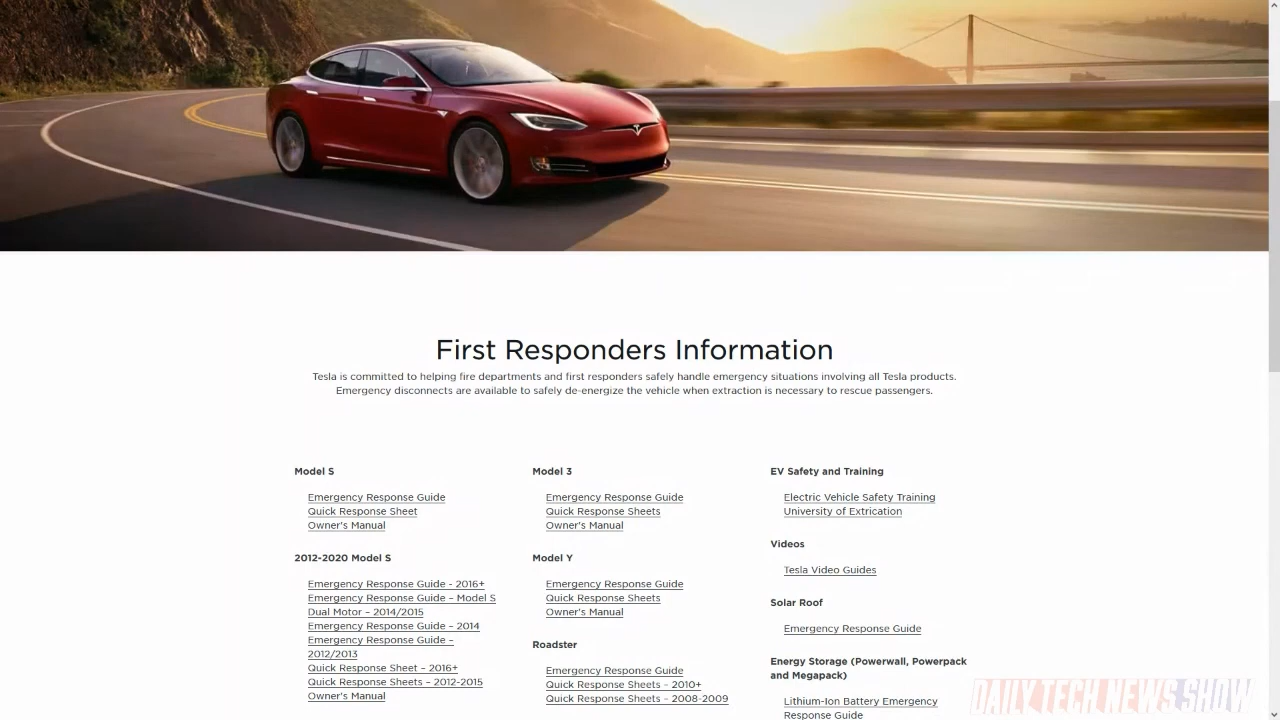 First Responders Information
Tesla is committed to helping fire departments and first responders safely handle emergency situations involving all Tesla products.
Emergency disconnects are available to safely de-energize the vehicle when extraction is necessary to rescue passengers.
Model S
Emergency Response Guide
Quick Response Sheet
Owner's Manual
2012-2020 Model S
Emergency Response Guide - 2016+
Emergency Response Guide – Model S
Dual Motor – 2014/2015
Emergency Response Guide – 2014
Emergency Response Guide –
2012/2013
Quick Response Sheet – 2016+
Quick Response Sheets – 2012-2015
Owner's Manual
Model 3
Emergency Response Guide
Quick Response Sheets
Owner's Manual
Model Y
Emergency Response Guide
Quick Response Sheets
Owner's Manual
Roadster
Emergency Response Guide
Quick Response Sheets – 2010+
Quick Response Sheets – 2008-2009
EV Safety and Training
Electric Vehicle Safety Training
University of Extrication
Videos
Tesla Video Guides
Solar Roof
Emergency Response Guide
Energy Storage (Powerwall, Powerpack
and Megapack)
Lithium-Ion Battery Emergency
Response Guide
DAILY TECH NEWS SHOW